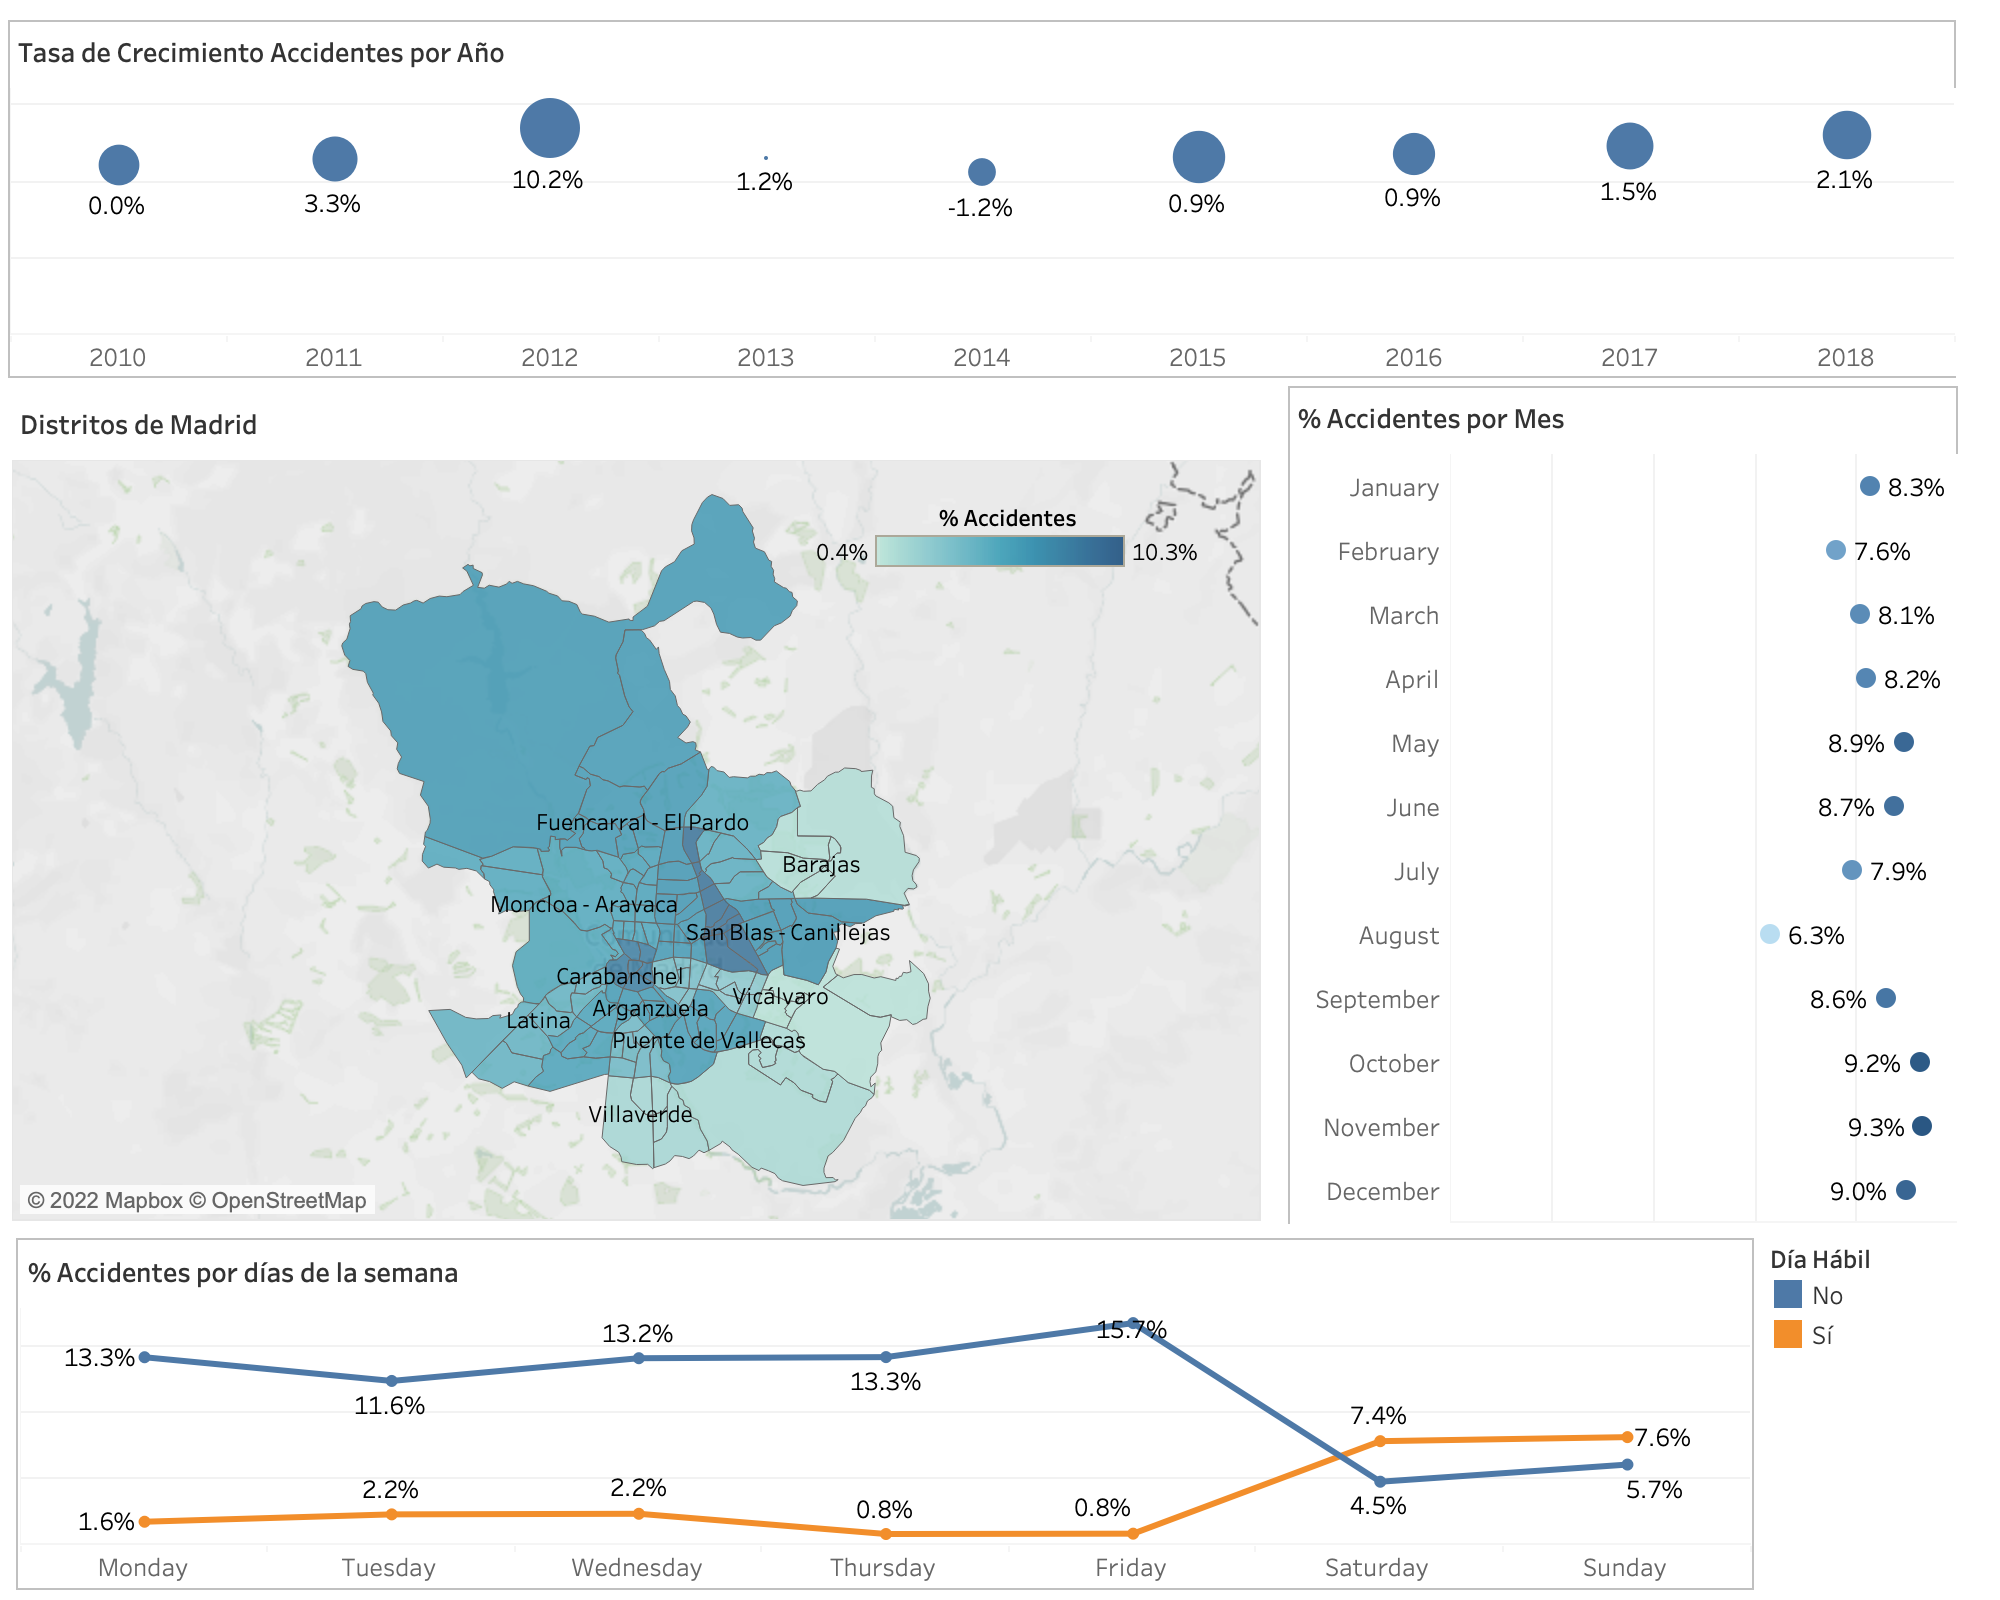 Tasa de Crecimiento Accidentes por Año
0.0%
3.3%
10.2%
1.2%
-1.2%
0.9%
0.9%
1.5%
2.1%
2010
2011
2012
2013
2014
2015
2016
2017
2018
Distritos de Madrid
% Accidentes
0.4%
10.3%
Fuencarral - El Pardo
Barajas
Moncloa - Aravaca
San Blas - Canillejas
Carabanchel
Vicálvaro
Arganzuela
Latina
Puente de Vallecas
Villaverde
© 2022 Mapbox © OpenStreetMap
% Accidentes por Mes
January 8.3%
February 7.6%
March 8.1%
April 8.2%
May 8.9%
June 8.7%
July 7.9%
August 6.3%
September 8.6%
October 9.2%
November 9.3%
December 9.0%
% Accidentes por días de la semana
13.3%
11.6%
13.2%
13.3%
15.7%
4.5%
5.7%
1.6%
2.2%
2.2%
0.8%
0.8%
7.4%
7.6%
Monday
Tuesday
Wednesday
Thursday
Friday
Saturday
Sunday
Día Hábil
No
Sí